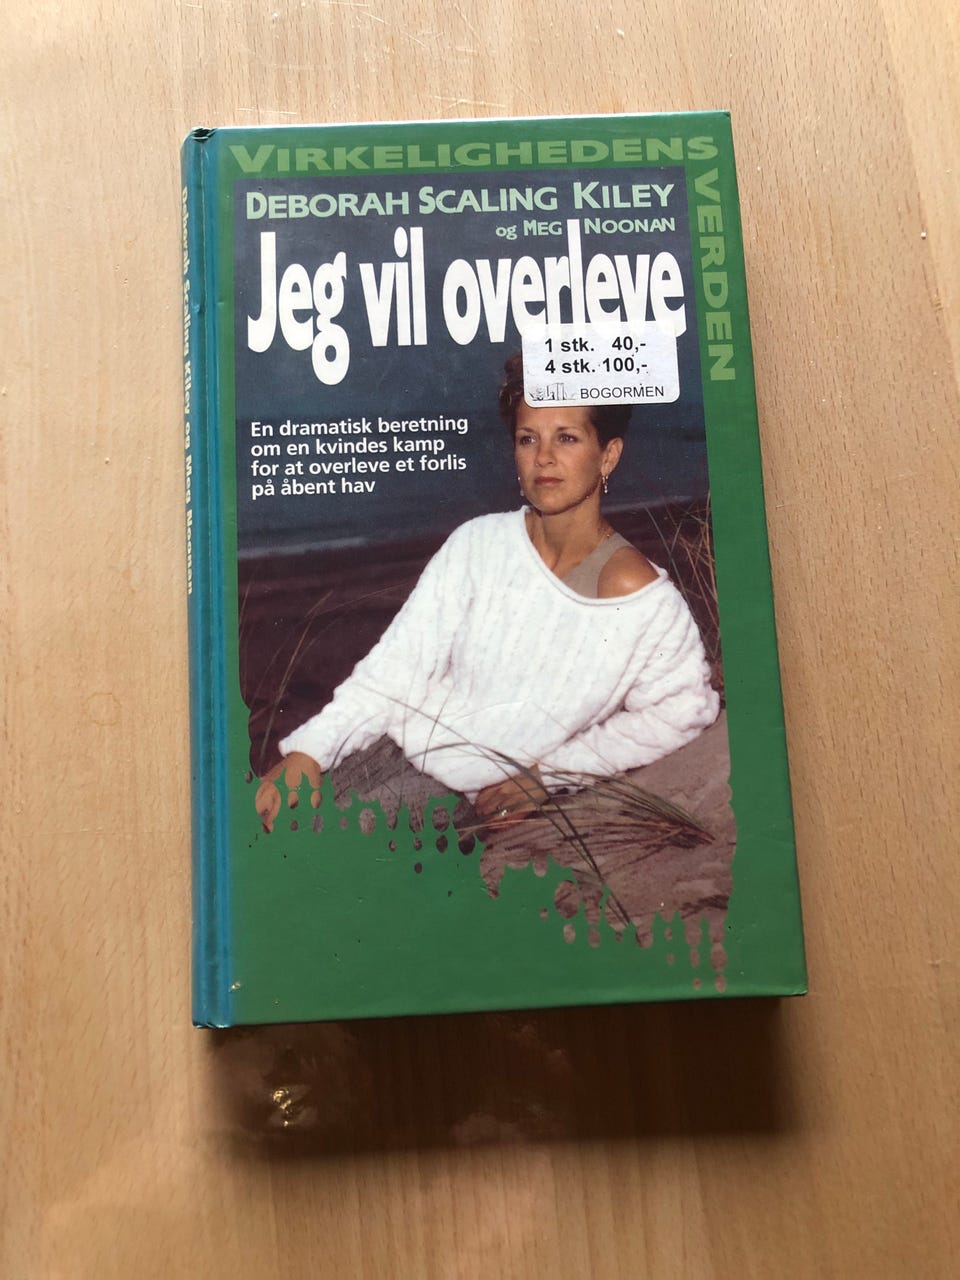 VIRKELIGHEDENS
VERDEN
DEBORAH SCALING KILEY
og MEG NOONAN
Jeg vil overleve
1 stk. 40,-
4 stk. 100,-
BOGORMEN
En dramatisk beretning
om en kvindes kamp
for at overleve et forlis
på åbent hav
Deborah Scaling Kiley og Meg Noonan